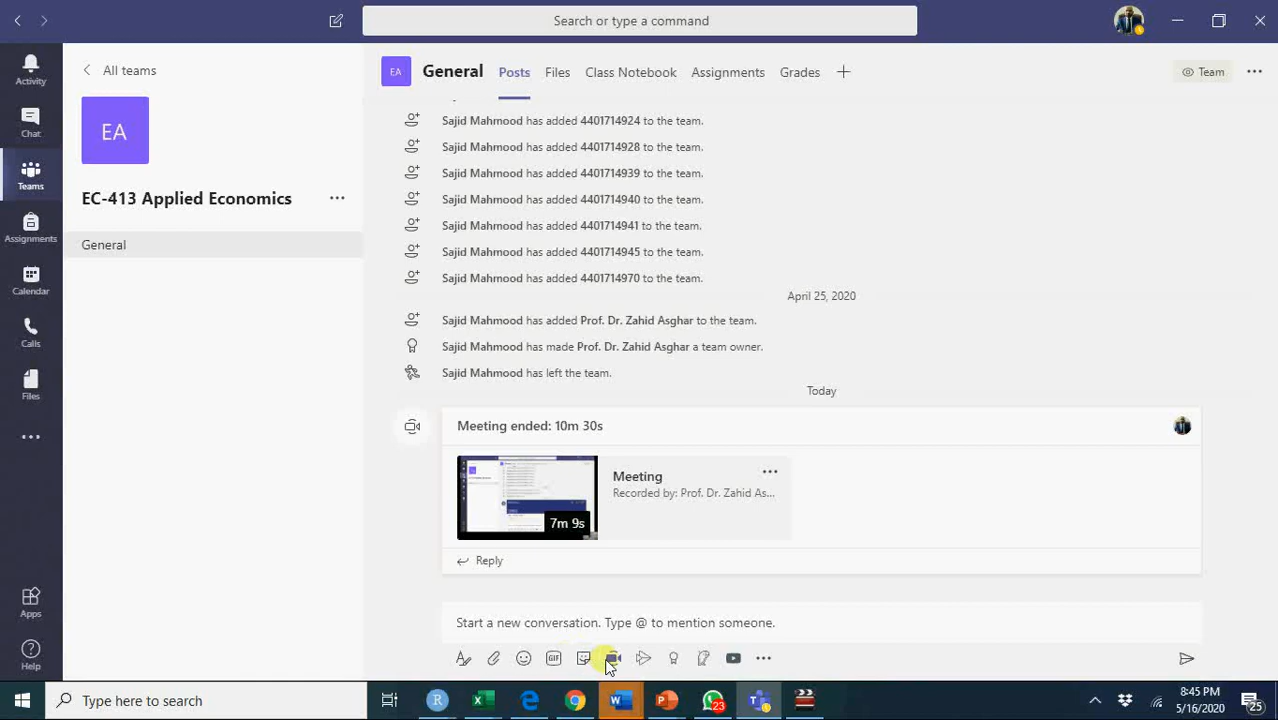 Search or type a command
Activity
Chat
Teams
Assignments
Calendar
Calls
Files
Apps
Help
All teams
EA
EC-413 Applied Economics
General
EA
General
Posts
Files
Class Notebook
Assignments
Grades
Team
Sajid Mahmood has added 4401714924 to the team.
Sajid Mahmood has added 4401714928 to the team.
Sajid Mahmood has added 4401714939 to the team.
Sajid Mahmood has added 4401714940 to the team.
Sajid Mahmood has added 4401714941 to the team.
Sajid Mahmood has added 4401714945 to the team.
Sajid Mahmood has added 4401714970 to the team.
April 25, 2020
Sajid Mahmood has added Prof. Dr. Zahid Asghar to the team.
Sajid Mahmood has made Prof. Dr. Zahid Asghar a team owner.
Sajid Mahmood has left the team.
Today
Meeting ended: 10m 30s
7m 9s
Meeting
Recorded by: Prof. Dr. Zahid As...
Reply
Start a new conversation. Type @ to mention someone.
GIF
Type here to search
R
23
8:45 PM
5/16/2020
25